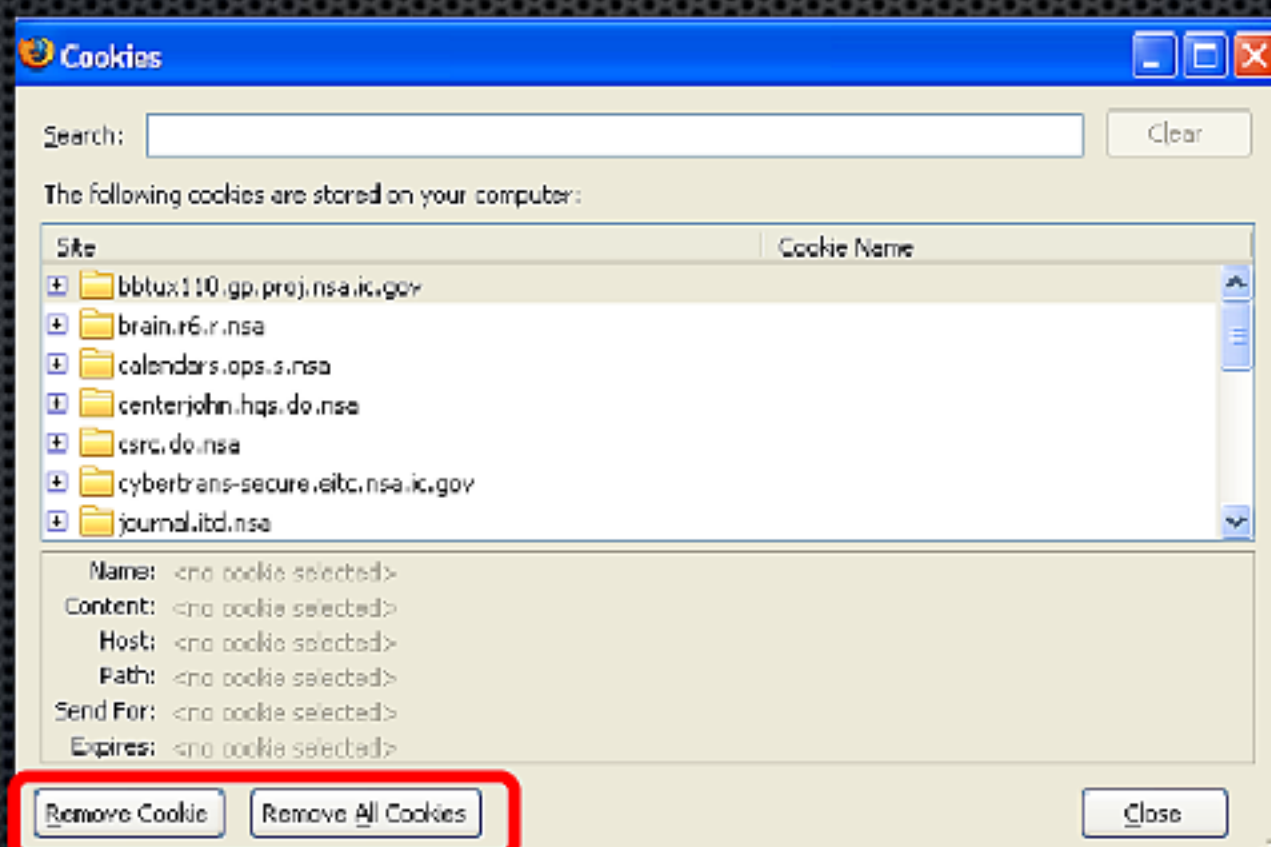 Cookies
Search:
Clear
The following cookies are stored on your computer:
Site Cookie Name
bbtux110.gp.proj.nsa.ic.gov
brain.r6.r.nsa
calendars.ops.s.nsa
centerjohn.hqs.do.nsa
csrc.do.nsa
cybertrans-secure.eitc.nsa.ic.gov
journal.itd.nsa
Name: <no cookie selected>
Content: <no cookie selected>
Host: <no cookie selected>
Path: <no cookie selected>
Send For: <no cookie selected>
Expires: <no cookie selected>
Remove Cookie Remove All Cookies Close